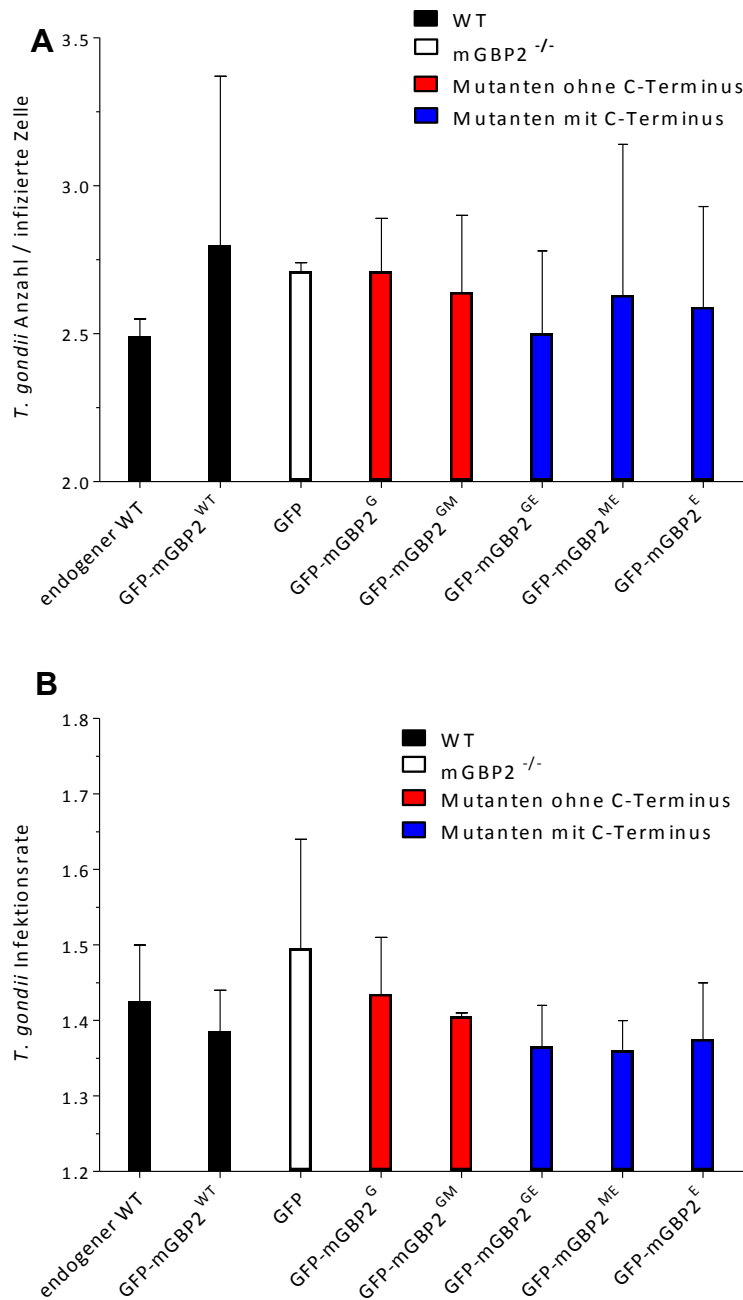 A
WT
mGBP2 -/-
Mutanten ohne C-Terminus
Mutanten mit C-Terminus
T. gondii Anzahl / infizierte Zelle
3.5
3.0
2.5
2.0
endogener WT
GFP-mGBP2 WT
GFP
GFP-mGBP2 G
GFP-mGBP2 GM
GFP-mGBP2 GE
GFP-mGBP2 ME
GFP-mGBP2 E
B
WT
mGBP2 -/-
Mutanten ohne C-Terminus
Mutanten mit C-Terminus
T. gondii Infektionsrate
1.8
1.7
1.6
1.5
1.4
1.3
1.2
endogener WT
GFP-mGBP2 WT
GFP
GFP-mGBP2 G
GFP-mGBP2 GM
GFP-mGBP2 GE
GFP-mGBP2 ME
GFP-mGBP2 E